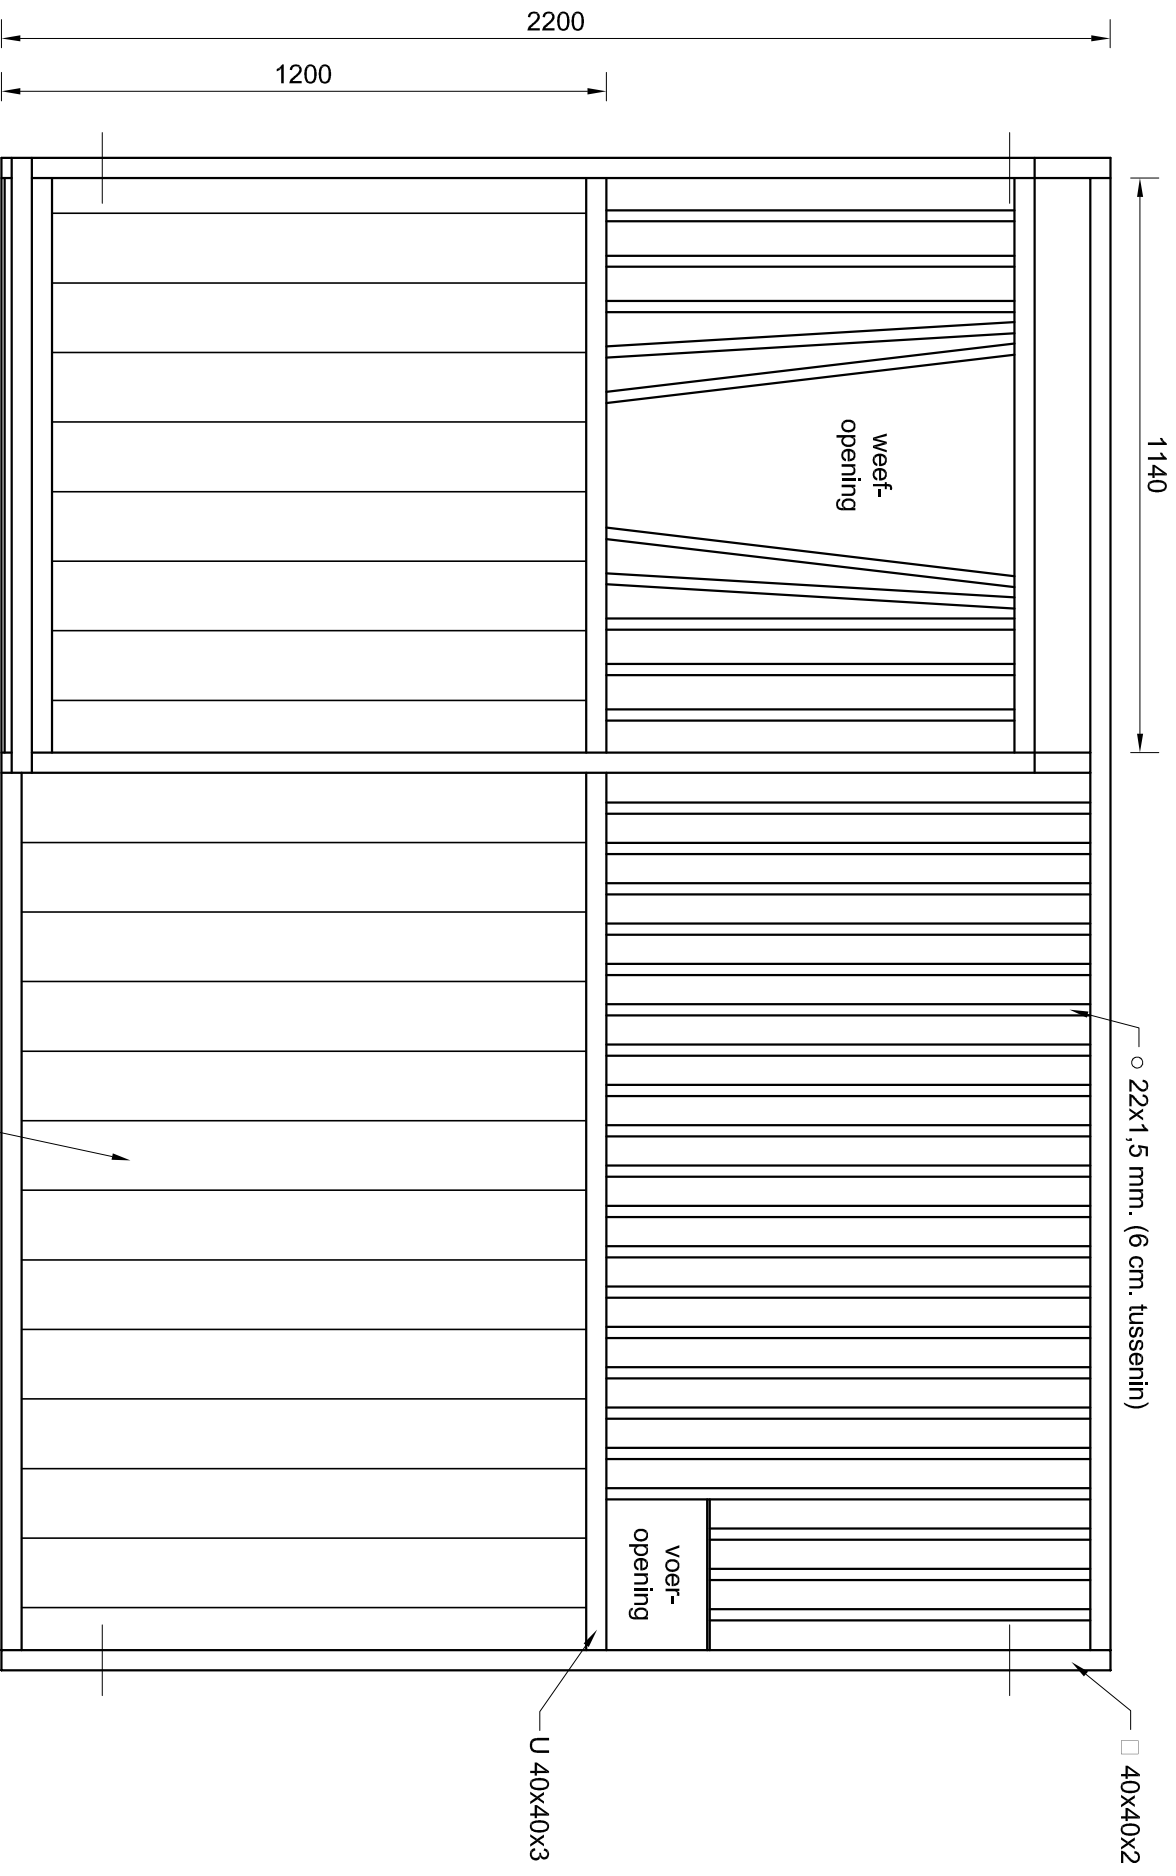 2200
1200
1140
weef-
opening
○ 22x1,5 mm. (6 cm. tussenin)
voer-
opening
U 40x40x3
□ 40x40x2